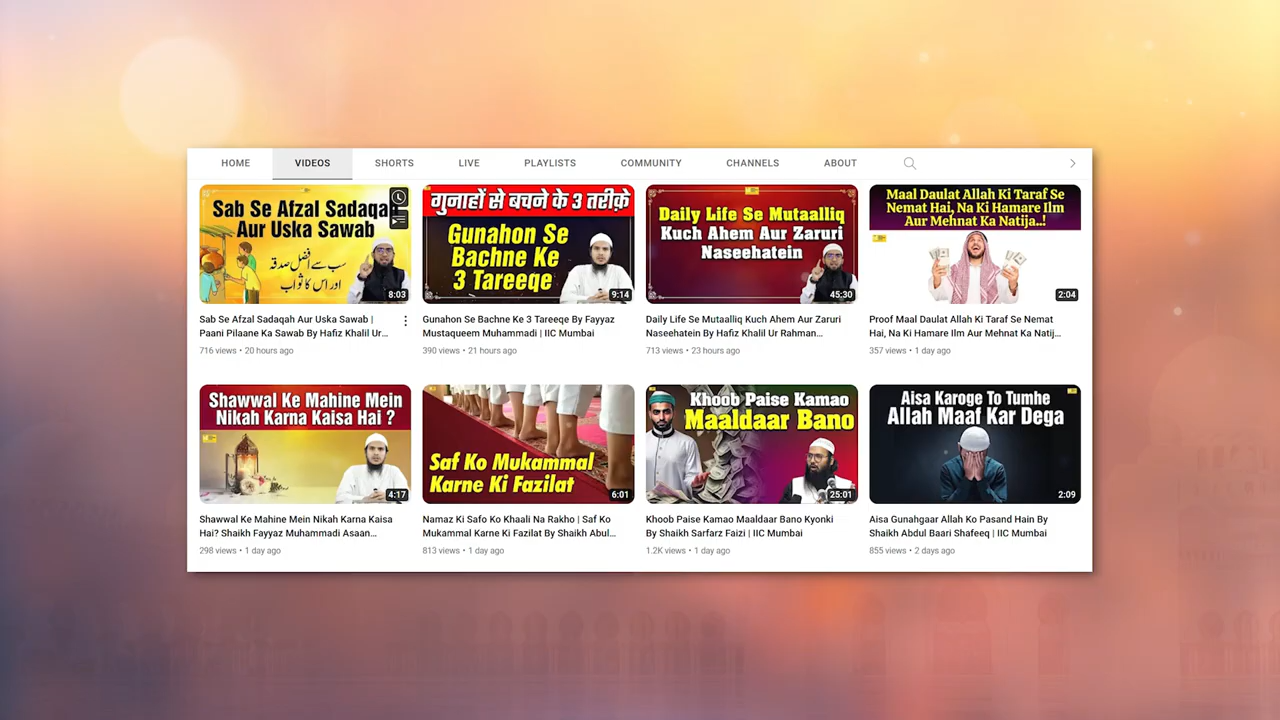 HOME VIDEOS SHORTS LIVE PLAYLISTS COMMUNITY CHANNELS ABOUT
Sab Se Afzal Sadaqa
Aur Uska Sawab
سب سے افضل صدقہ
اور اس کا ثواب
8:03
गुनाहों से बचने के 3 तरीक़े
Gunahon Se
Bachne Ke
3 Tareeqe
9:14
Daily Life Se Mutaalliq
Kuch Ahem Aur Zaruri
Naseehatein
45:30
Maal Daulat Allah Ki Taraf Se
Nemat Hai, Na Ki Hamare Ilm
Aur Mehnat Ka Natija..!
2:04
Sab Se Afzal Sadaqah Aur Uska Sawab |
Paani Pilaane Ka Sawab By Hafiz Khalil Ur...
716 views • 20 hours ago
Gunahon Se Bachne Ke 3 Tareeqe By Fayyaz
Mustaqueem Muhammadi | IIC Mumbai
390 views • 21 hours ago
Daily Life Se Mutaalliq Kuch Ahem Aur Zaruri
Naseehatein By Hafiz Khalil Ur Rahman...
713 views • 23 hours ago
Proof Maal Daulat Allah Ki Taraf Se Nemat
Hai, Na Ki Hamare Ilm Aur Mehnat Ka Natij...
357 views • 1 day ago
Shawwal Ke Mahine Mein
Nikah Karna Kaisa Hai ?
4:17
Saf Ko Mukammal
Karne Ki Fazilat
6:01
Khoob Paise Kamao
Maaldaar Bano
25:01
Aisa Karoge To Tumhe
Allah Maaf Kar Dega
2:09
Shawwal Ke Mahine Mein Nikah Karna Kaisa
Hai? Shaikh Fayyaz Muhammadi Asaan...
298 views • 1 day ago
Namaz Ki Safo Ko Khaali Na Rakho | Saf Ko
Mukammal Karne Ki Fazilat By Shaikh Abul...
813 views • 1 day ago
Khoob Paise Kamao Maaldaar Bano Kyonki
By Shaikh Sarfarz Faizi | IIC Mumbai
1.2K views • 1 day ago
Aisa Gunahgaar Allah Ko Pasand Hain By
Shaikh Abdul Baari Shafeeq | IIC Mumbai
855 views • 2 days ago